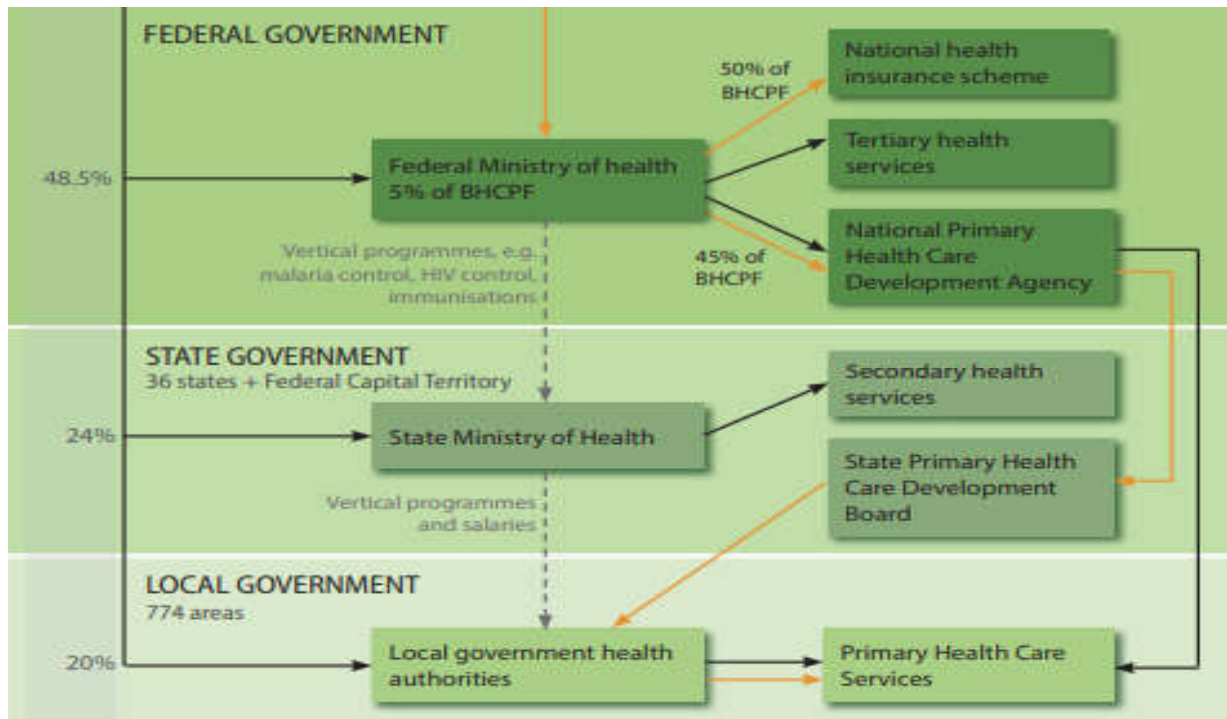 FEDERAL GOVERNMENT
National health
insurance scheme
50% of
BHCPF
Tertiary health
services
Federal Ministry of health
5% of BHCPF
48.5%
National Primary
Health Care
Development Agency
Vertical programmes, e.g.
malaria control, HIV control,
immunisations
45% of
BHCPF
STATE GOVERNMENT
36 states + Federal Capital Territory
Secondary health
services
24%
State Ministry of Health
State Primary Health
Care Development
Board
Vertical programmes
and salaries
LOCAL GOVERNMENT
774 areas
20%
Local government health
authorities
Primary Health Care
Services